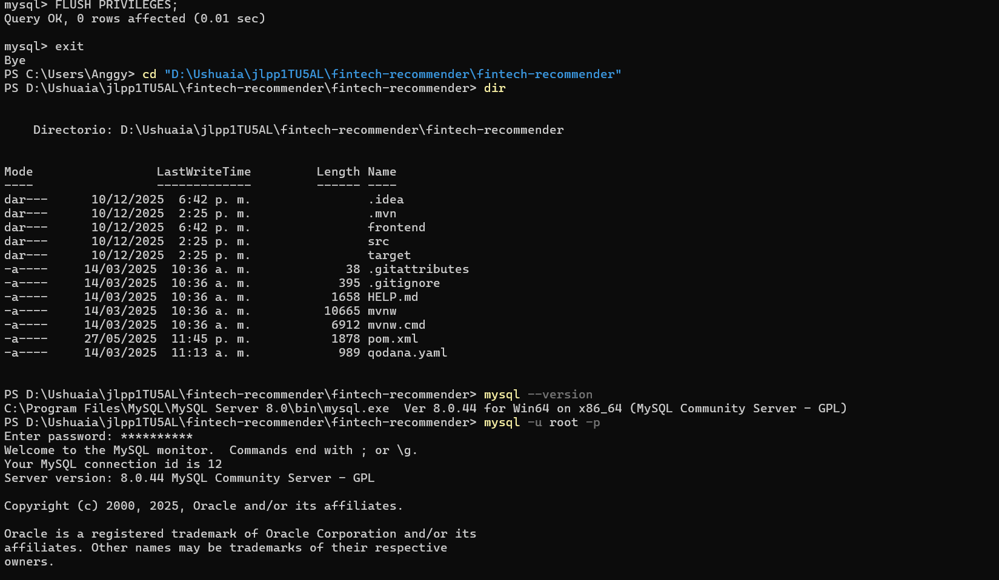 mysql> FLUSH PRIVILEGES;
Query OK, 0 rows affected (0.01 sec)
mysql> exit
Bye
PS C:\Users\Anggy> cd "D:\Ushuaia\jlpp1TU5AL\fintech-recommender\fintech-recommender"
PS D:\Ushuaia\jlpp1TU5AL\fintech-recommender\fintech-recommender> dir
Directorio: D:\Ushuaia\jlpp1TU5AL\fintech-recommender\fintech-recommender
Mode LastWriteTime Length Name
---- ------------- ------ ----
dar--- 10/12/2025 6:42 p. m. .idea
dar--- 10/12/2025 2:25 p. m. .mvn
dar--- 10/12/2025 6:42 p. m. frontend
dar--- 10/12/2025 2:25 p. m. src
dar--- 10/12/2025 2:25 p. m. target
-a---- 14/03/2025 10:36 a. m. 38 .gitattributes
-a---- 14/03/2025 10:36 a. m. 395 .gitignore
-a---- 14/03/2025 10:36 a. m. 1658 HELP.md
-a---- 14/03/2025 10:36 a. m. 10665 mvnw
-a---- 14/03/2025 10:36 a. m. 6912 mvnw.cmd
-a---- 27/05/2025 11:45 p. m. 1878 pom.xml
-a---- 14/03/2025 11:13 a. m. 989 qodana.yaml
PS D:\Ushuaia\jlpp1TU5AL\fintech-recommender\fintech-recommender> mysql --version
C:\Program Files\MySQL\MySQL Server 8.0\bin\mysql.exe  Ver 8.0.44 for Win64 on x86_64 (MySQL Community Server - GPL)
PS D:\Ushuaia\jlpp1TU5AL\fintech-recommender\fintech-recommender> mysql -u root -p
Enter password: **********
Welcome to the MySQL monitor.  Commands end with ; or \g.
Your MySQL connection id is 12
Server version: 8.0.44 MySQL Community Server - GPL
Copyright (c) 2000, 2025, Oracle and/or its affiliates.
Oracle is a registered trademark of Oracle Corporation and/or its
affiliates. Other names may be trademarks of their respective
owners.